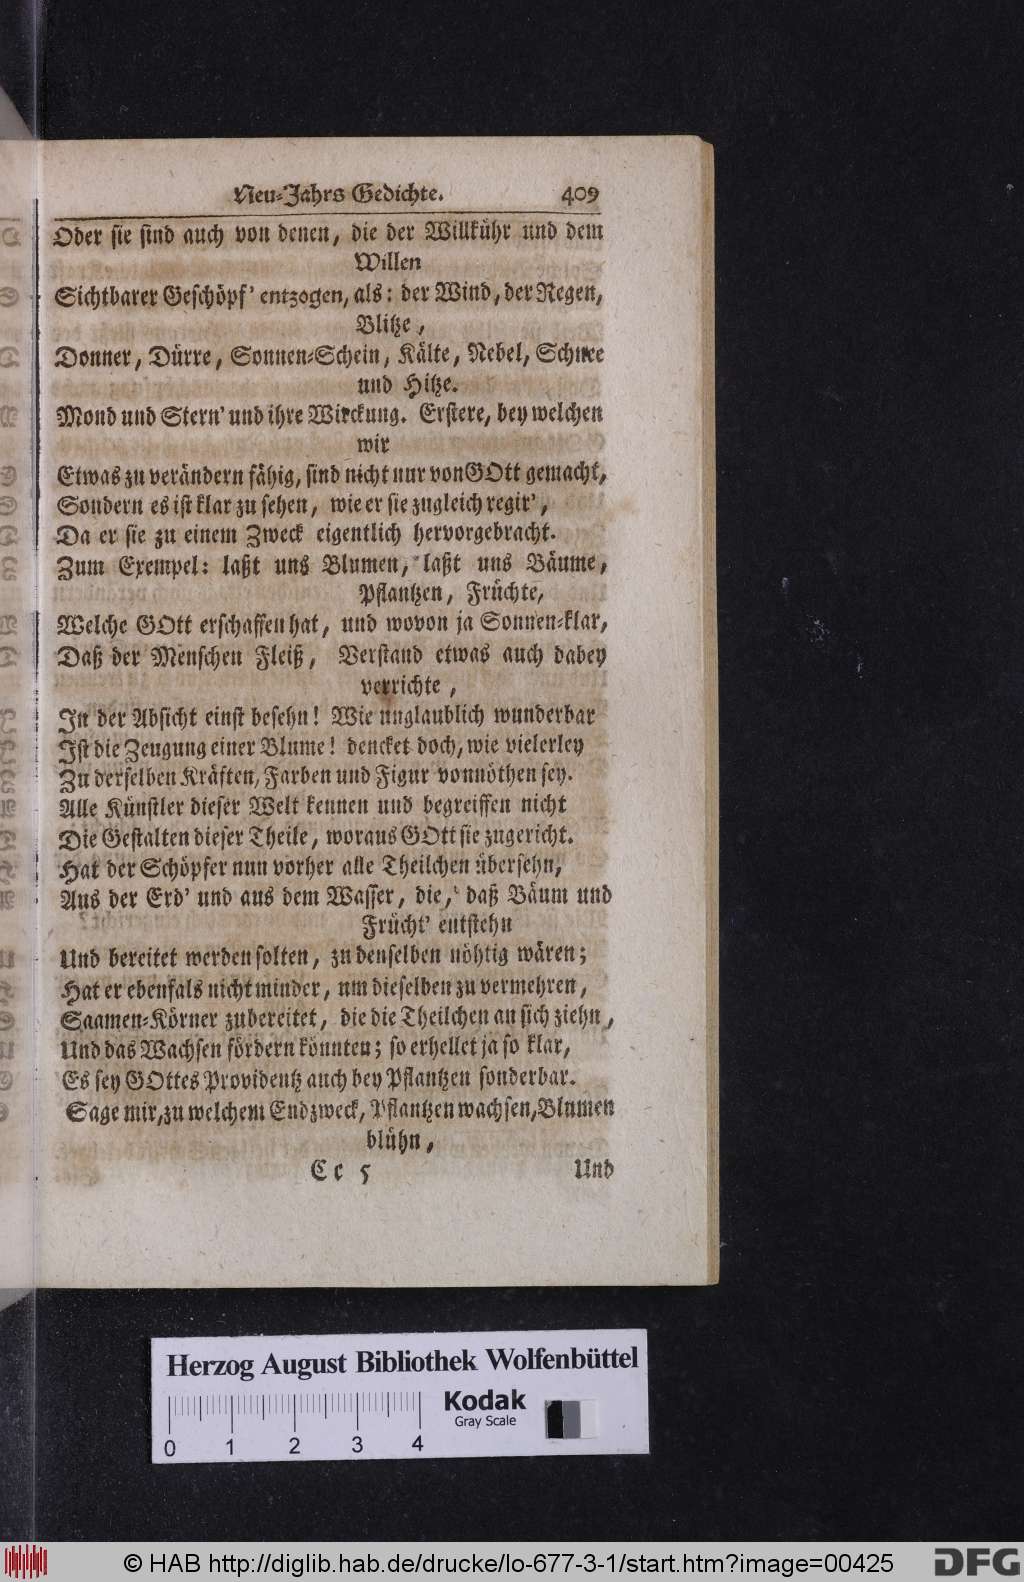 Neu-Jahrs Gedichte. 409
Oder sie sind auch von denen, die der Willkühr und dem
Willen
Sichtbarer Geschöpf' entzogen, als: der Wind, der Regen,
Blitze,
Donner, Dürre, Sonnen-Schein, Kälte, Nebel, Schnee
und Hitze.
Mond und Stern' und ihre Wirckung. Erstere, bey welchen
wir
Etwas zu verändern fähig, sind nicht nur von GOtt gemacht,
Sondern es ist klar zu sehen, wie er sie zugleich regir',
Da er sie zu einem Zweck eigentlich hervorgebracht.
Zum Exempel: laßt uns Blumen, laßt uns Bäume,
Pflantzen, Früchte,
Welche GOtt erschaffen hat, und wovon ja Sonnen-klar,
Daß der Menschen Fleiß, Verstand etwas auch dabey
verrichte,
In der Absicht einst besehn! Wie unglaublich wunderbar
Ist die Zeugung einer Blume! dencket doch, wie vielerley
Zu derselben Kräften, Farben und Figur vonnöthen sey.
Alle Künstler dieser Welt kennen und begreiffen nicht
Die Gestalten dieser Theile, woraus GOtt sie zugericht.
Hat der Schöpfer nun vorher alle Theilchen übersehn,
Aus der Erd' und aus dem Wasser, die, daß Bäum und
Frücht' entstehn
Und bereitet werden solten, zu denselben nöhtig wären;
Hat er ebenfals nicht minder, um dieselben zu vermehren,
Saamen-Körner zubereitet, die die Theilchen an sich ziehn,
Und das Wachsen fördern könnten; so erhellet ja so klar,
Es sey GOttes Providentz auch bey Pflantzen sonderbar.
Sage mir, zu welchem Endzweck, Pflantzen wachsen, Blumen
blühn,
Cc 5 Und
Herzog August Bibliothek Wolfenbüttel
Kodak
Gray Scale
0 1 2 3 4
© HAB http://diglib.hab.de/drucke/lo-677-3-1/start.htm?image=00425
DFG